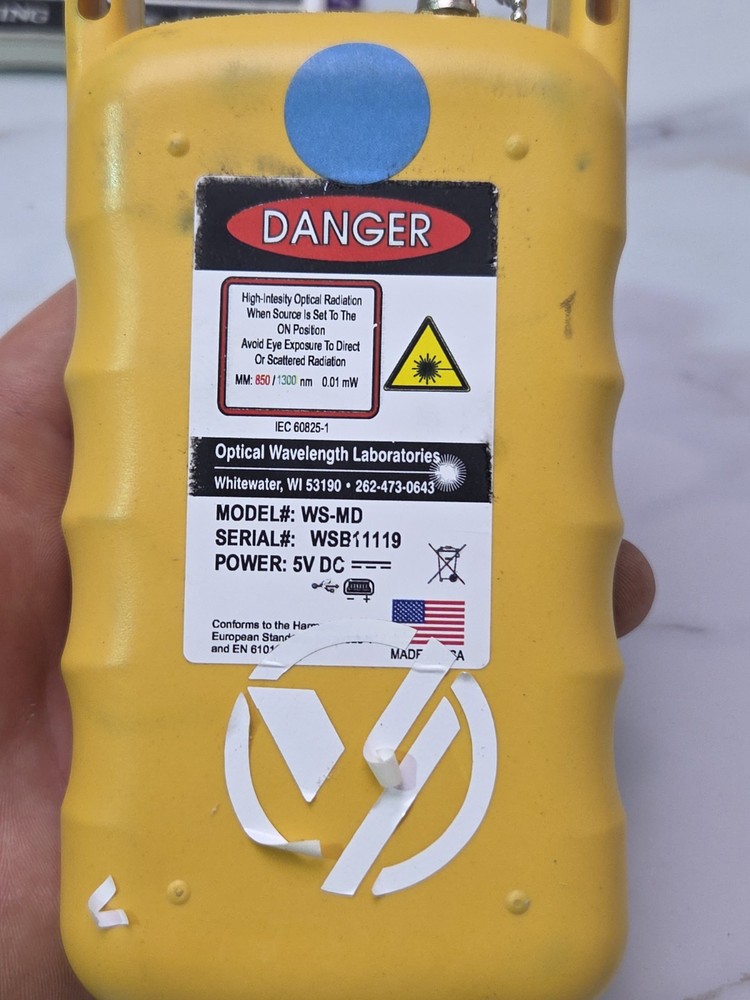 ING
DANGER
High-Intesity Optical Radiation
When Source Is Set To The
ON Position
Avoid Eye Exposure To Direct
Or Scattered Radiation
MM: 850 / 1300 nm 0.01 mW
IEC 60825-1
Optical Wavelength Laboratories
Whitewater, WI 53190 • 262-473-0643
MODEL#: WS-MD
SERIAL#: WSB11119
POWER: 5V DC
- +
Conforms to the
European
and EN
MADE